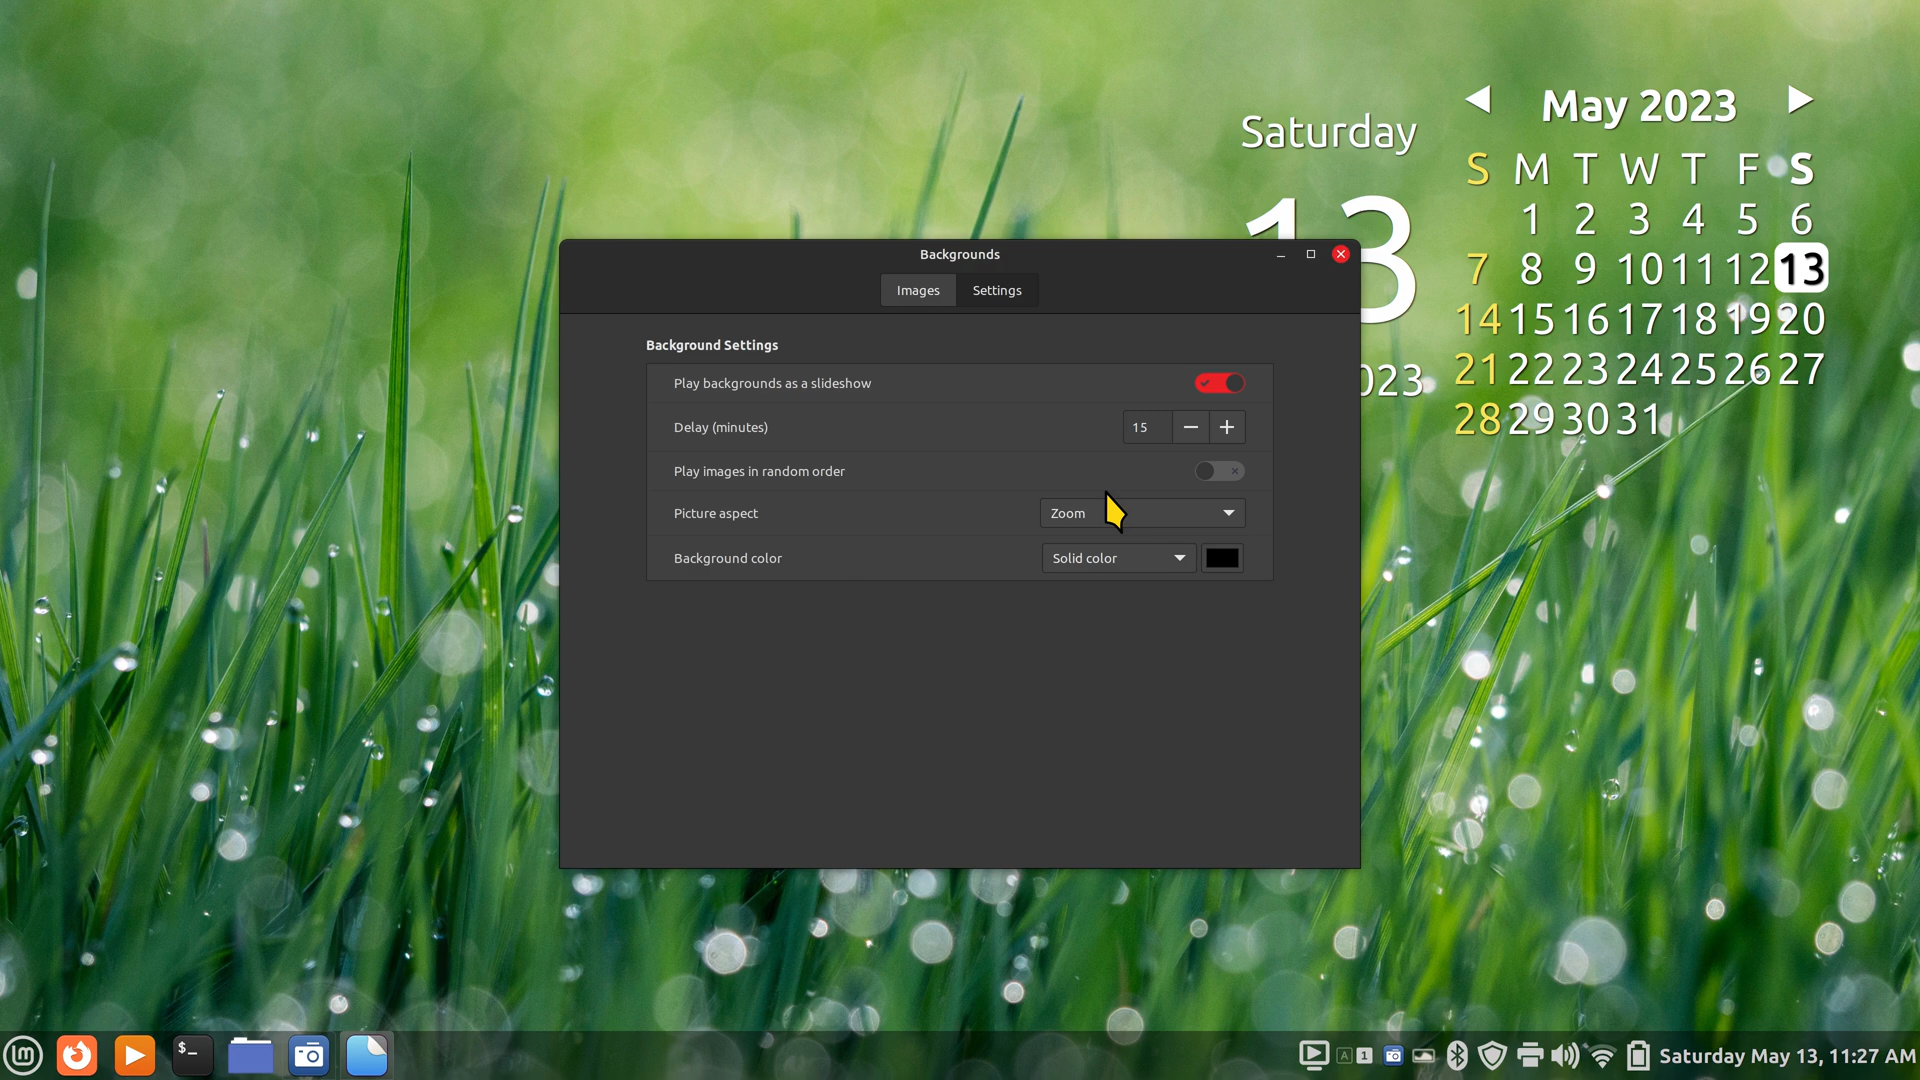 Saturday
13
023
May 2023
S M T W T F S
1 2 3 4 5 6
7 8 9 10 11 12 13
14 15 16 17 18 19 20
21 22 23 24 25 26 27
28 29 30 31
Backgrounds
Images Settings
Background Settings
Play backgrounds as a slideshow
Delay (minutes) 15
Play images in random order
Picture aspect Zoom
Background color Solid color
lm $_ A 1 Saturday May 13, 11:27 AM